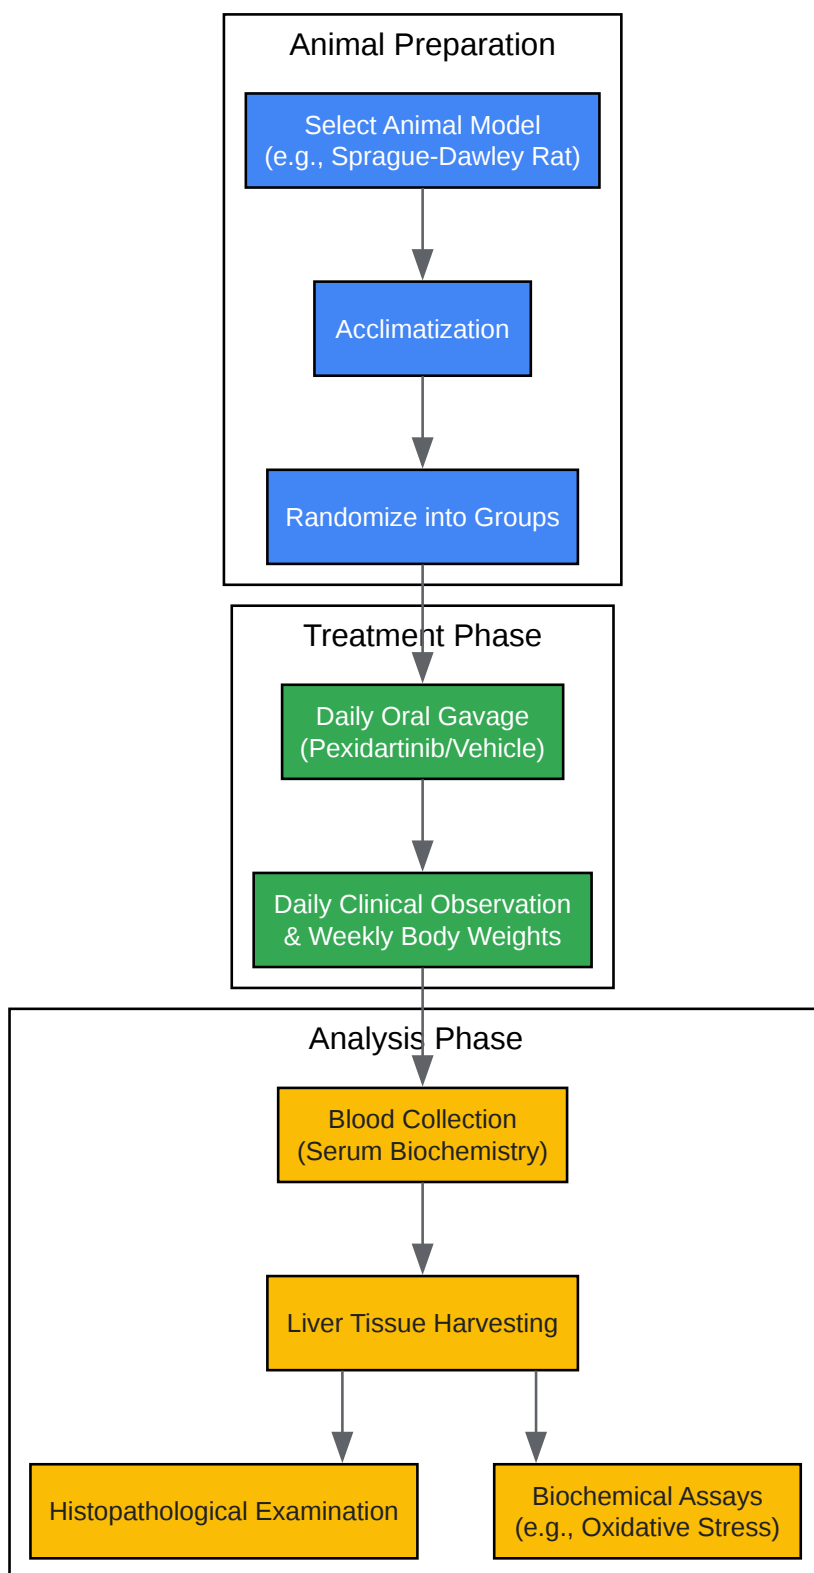 Animal Preparation
Select Animal Model
(e.g., Sprague-Dawley Rat)
Acclimatization
Randomize into Groups
Treatment Phase
Daily Oral Gavage
(Pexidartinib/Vehicle)
Daily Clinical Observation
& Weekly Body Weights
Analysis Phase
Blood Collection
(Serum Biochemistry)
Liver Tissue Harvesting
Histopathological Examination
Biochemical Assays
(e.g., Oxidative Stress)